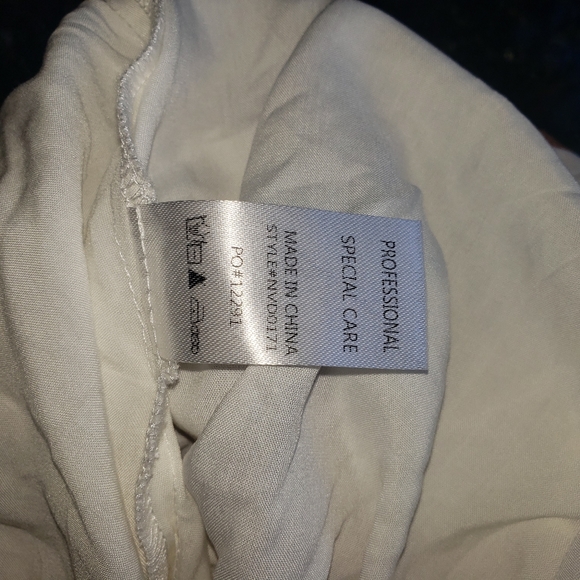 PROFESSIONAL
SPECIAL CARE
MADE IN CHINA
STYLE#NVD0171
PO#12291